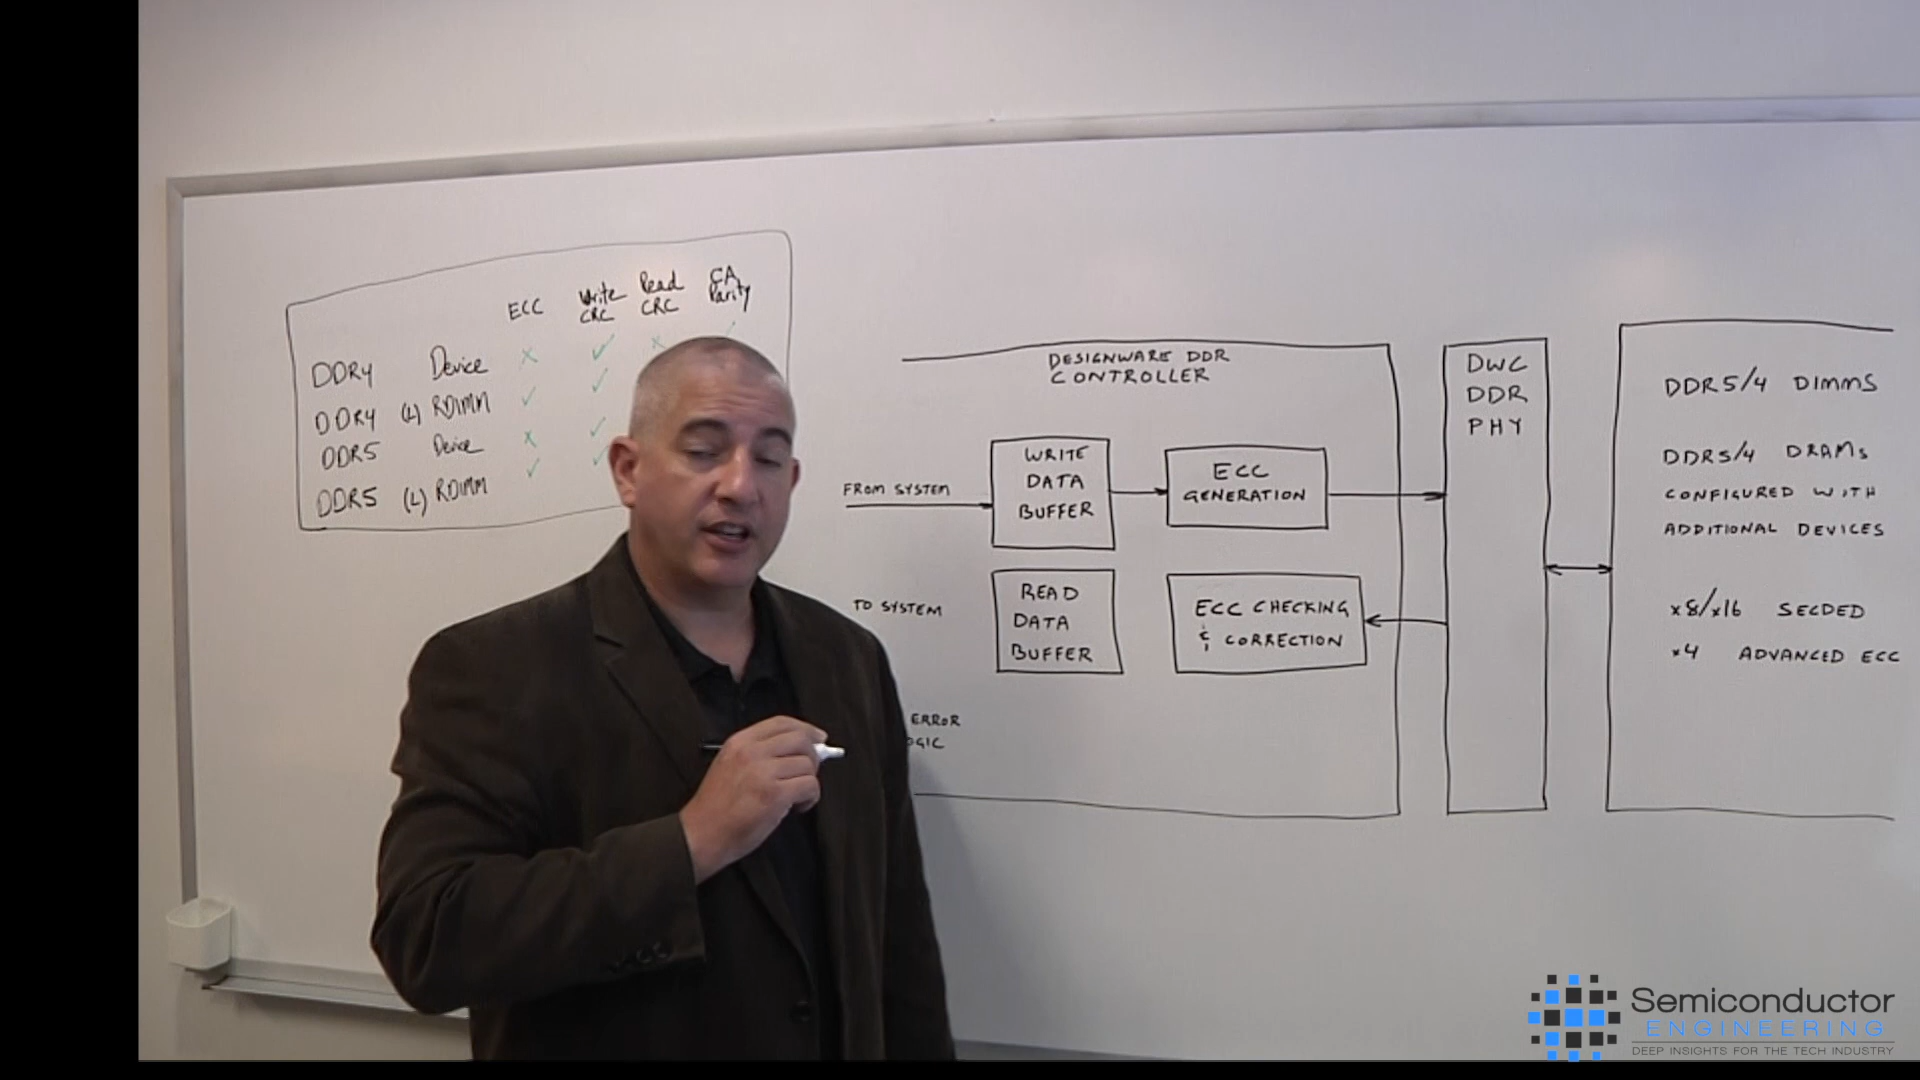 ECC Write CRC Read CRC CA Parity
DDR4 Device x ✓ x
DDR4 (L) RDIMM ✓ ✓
DDR5 Device x ✓
DDR5 (L) RDIMM ✓ ✓
DESIGNWARE DDR
CONTROLLER
FROM SYSTEM
WRITE
DATA
BUFFER
ECC
GENERATION
TO SYSTEM
READ
DATA
BUFFER
ECC CHECKING
& CORRECTION
ERROR
DWC
DDR
PHY
DDR5/4 DIMMS
DDR5/4 DRAMS
CONFIGURED WITH
ADDITIONAL DEVICES
x8/x16 SECDED
x4 ADVANCED ECC
Semiconductor
ENGINEERING
DEEP INSIGHTS FOR THE TECH INDUSTRY